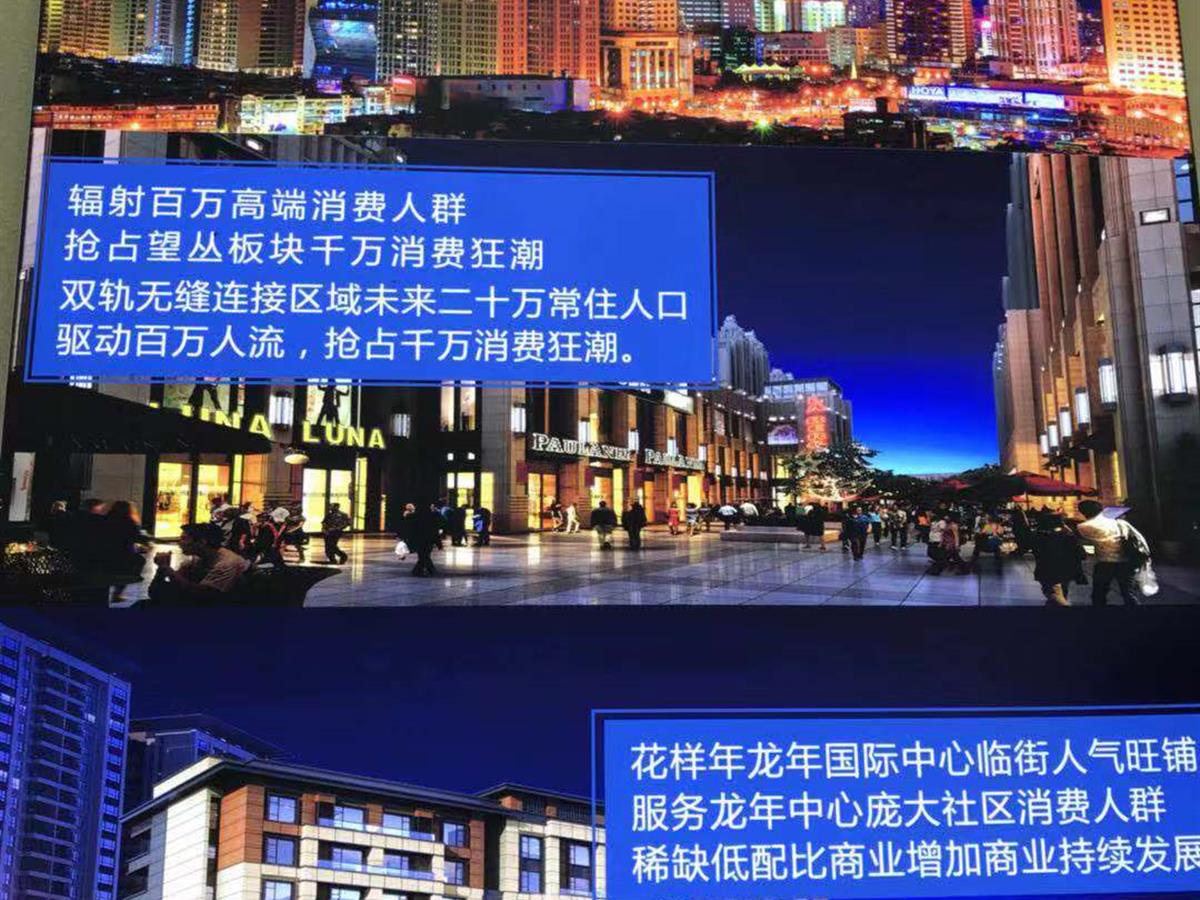 HOYA
辐射百万高端消费人群
抢占望丛板块千万消费狂潮
双轨无缝连接区域未来二十万常住人口
驱动百万人流，抢占千万消费狂潮。
LUNA LUNA
PAULANER PAULANER
花样年龙年国际中心临街人气旺铺
服务龙年中心庞大社区消费人群
稀缺低配比商业增加商业持续发展